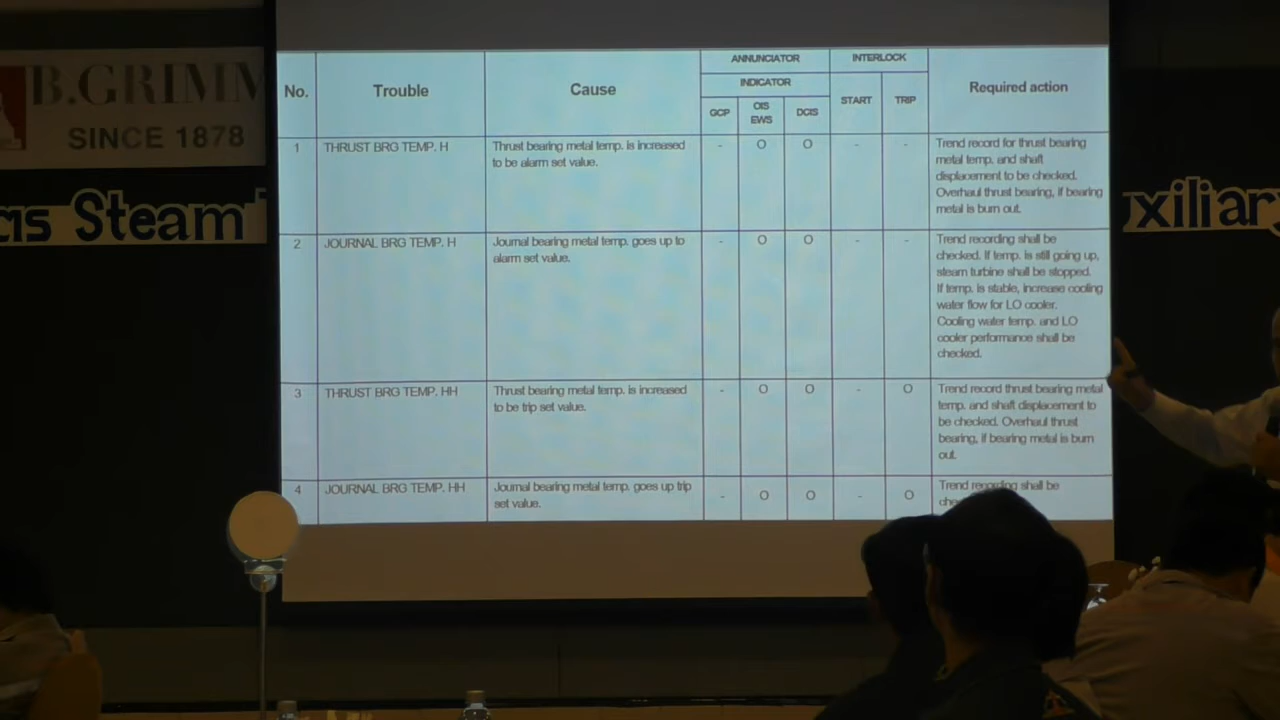 B.GRIMM
SINCE 1878
Steam
uxiliary
No.
Trouble
Cause
ANNUNCIATOR
INTERLOCK
Required action
INDICATOR
GCP
OIS
EWS
DCIS
START
TRIP
1
THRUST BRG TEMP. H
Thrust bearing metal temp. is increased
to be alarm set value.
-
O
O
-
-
Trend record for thrust bearing
metal temp. and shaft
displacement to be checked.
Overhaul thrust bearing, if bearing
metal is burn out.
2
JOURNAL BRG TEMP. H
Journal bearing metal temp. goes up to
alarm set value.
-
O
O
-
-
Trend recording shall be
checked. If temp. is still going up,
steam turbine shall be stopped.
If temp. is stable, increase cooling
water flow for LO cooler.
Cooling water temp. and LO
cooler performance shall be
checked.
3
THRUST BRG TEMP. HH
Thrust bearing metal temp. is increased
to be trip set value.
-
O
O
-
O
Trend record thrust bearing metal
temp. and shaft displacement to
be checked. Overhaul thrust
bearing, if bearing metal is burn
out.
4
JOURNAL BRG TEMP. HH
Journal bearing metal temp. goes up trip
set value.
-
O
O
-
O
Trend recording shall be